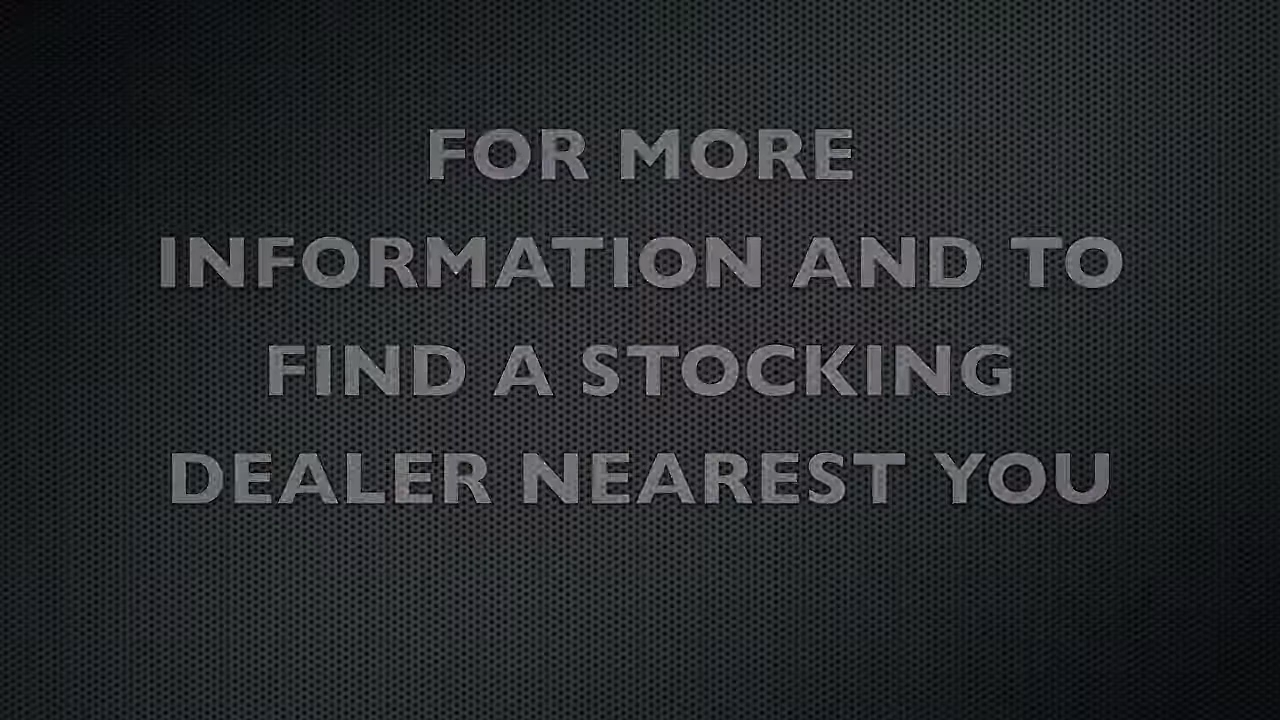 FOR MORE
INFORMATION AND TO
FIND A STOCKING
DEALER NEAREST YOU